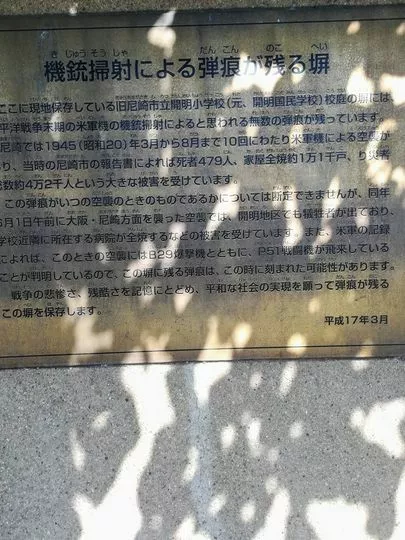 き じゅう そう しゃ だん こん のこ へい
機銃掃射による弾痕が残る塀
ここに現地保存している旧尼崎市立開明小学校(元、開明国民学校)校庭の塀には
平洋戦争末期の米軍機の機銃掃射によると思われる無数の弾痕が残っています。
尼崎では1945(昭和20)年3月から8月まで10回にわたり米軍機による空襲が
り、当時の尼崎市の報告書によれば死者479人、家屋全焼約1万1千戸、り災者
総数約4万2千人という大きな被害を受けています。
この弾痕がいつの空襲のときのものであるかについては断定できませんが、同年
6月1日午前に大阪・尼崎方面を襲った空襲では、開明地区でも犠牲者が出ており、
学校近隣に所在する病院が全焼するなどの被害を受けています。また、米軍の記録
によれば、このときの空襲にはB29爆撃機とともに、P51戦闘機が飛来している
ことが判明しているので、この塀に残る弾痕は、この時に刻まれた可能性があります。
戦争の悲惨さ、残酷さを記憶にとどめ、平和な社会の実現を願って弾痕が残る
この塀を保存します。
平成17年3月